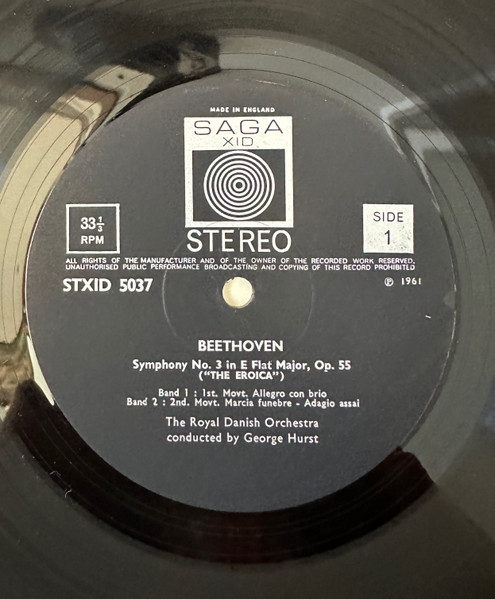 MADE IN ENGLAND
SAGA
XID
33⅓
RPM
SIDE
1
STEREO
ALL RIGHTS OF THE MANUFACTURER AND OF THE OWNER OF THE RECORDED WORK RESERVED,
UNAUTHORISED PUBLIC PERFORMANCE BROADCASTING AND COPYING OF THIS RECORD PROHIBITED
STXID 5037
℗ 1961
BEETHOVEN
Symphony No. 3 in E Flat Major, Op. 55
("THE EROICA")
Band 1 : 1st. Movt. Allegro con brio
Band 2 : 2nd. Movt. Marcia funebre - Adagio assai
The Royal Danish Orchestra
conducted by George Hurst